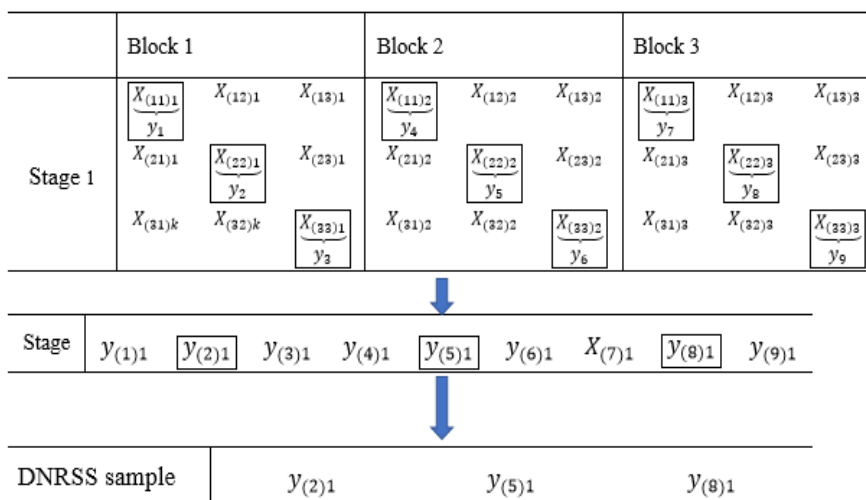 Block 1 Block 2 Block 3
X(11)1 X(12)1 X(13)1 X(11)2 X(12)2 X(13)2 X(11)3 X(12)3 X(13)3
y1 y4 y7
Stage 1
X(21)1 X(22)1 X(23)1 X(21)2 X(22)2 X(23)2 X(21)3 X(22)3 X(23)3
y2 y5 y8
X(31)k X(32)k X(33)1 X(31)2 X(32)2 X(33)2 X(31)3 X(32)3 X(33)3
y3 y6 y9
Stage y(1)1 y(2)1 y(3)1 y(4)1 y(5)1 y(6)1 X(7)1 y(8)1 y(9)1
DNRSS sample y(2)1 y(5)1 y(8)1